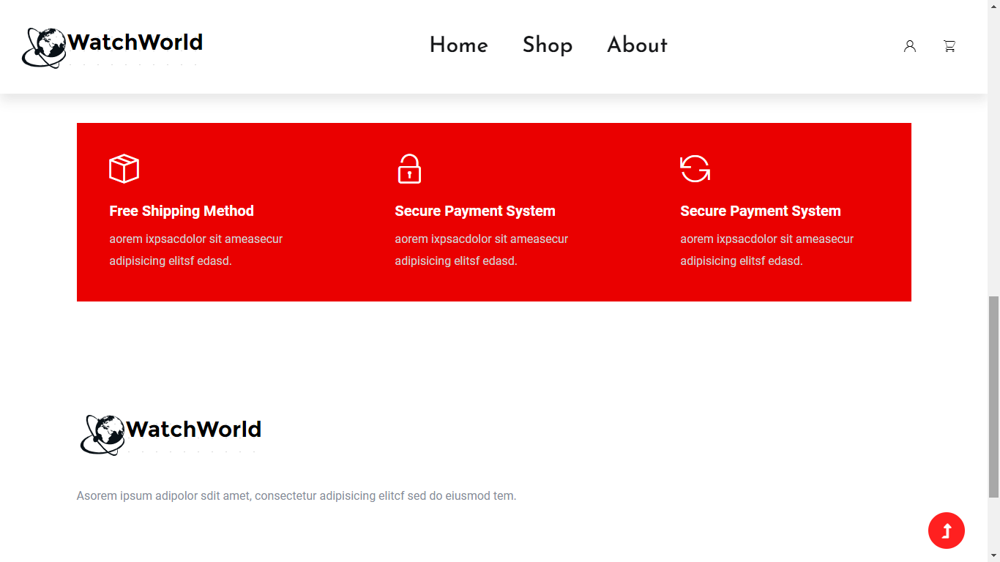 WatchWorld
Home Shop About
Free Shipping Method
aorem ixpsacdolor sit ameasecur
adipisicing elitsf edasd.
Secure Payment System
aorem ixpsacdolor sit ameasecur
adipisicing elitsf edasd.
Secure Payment System
aorem ixpsacdolor sit ameasecur
adipisicing elitsf edasd.
WatchWorld
Asorem ipsum adipolor sdit amet, consectetur adipisicing elitcf sed do eiusmod tem.